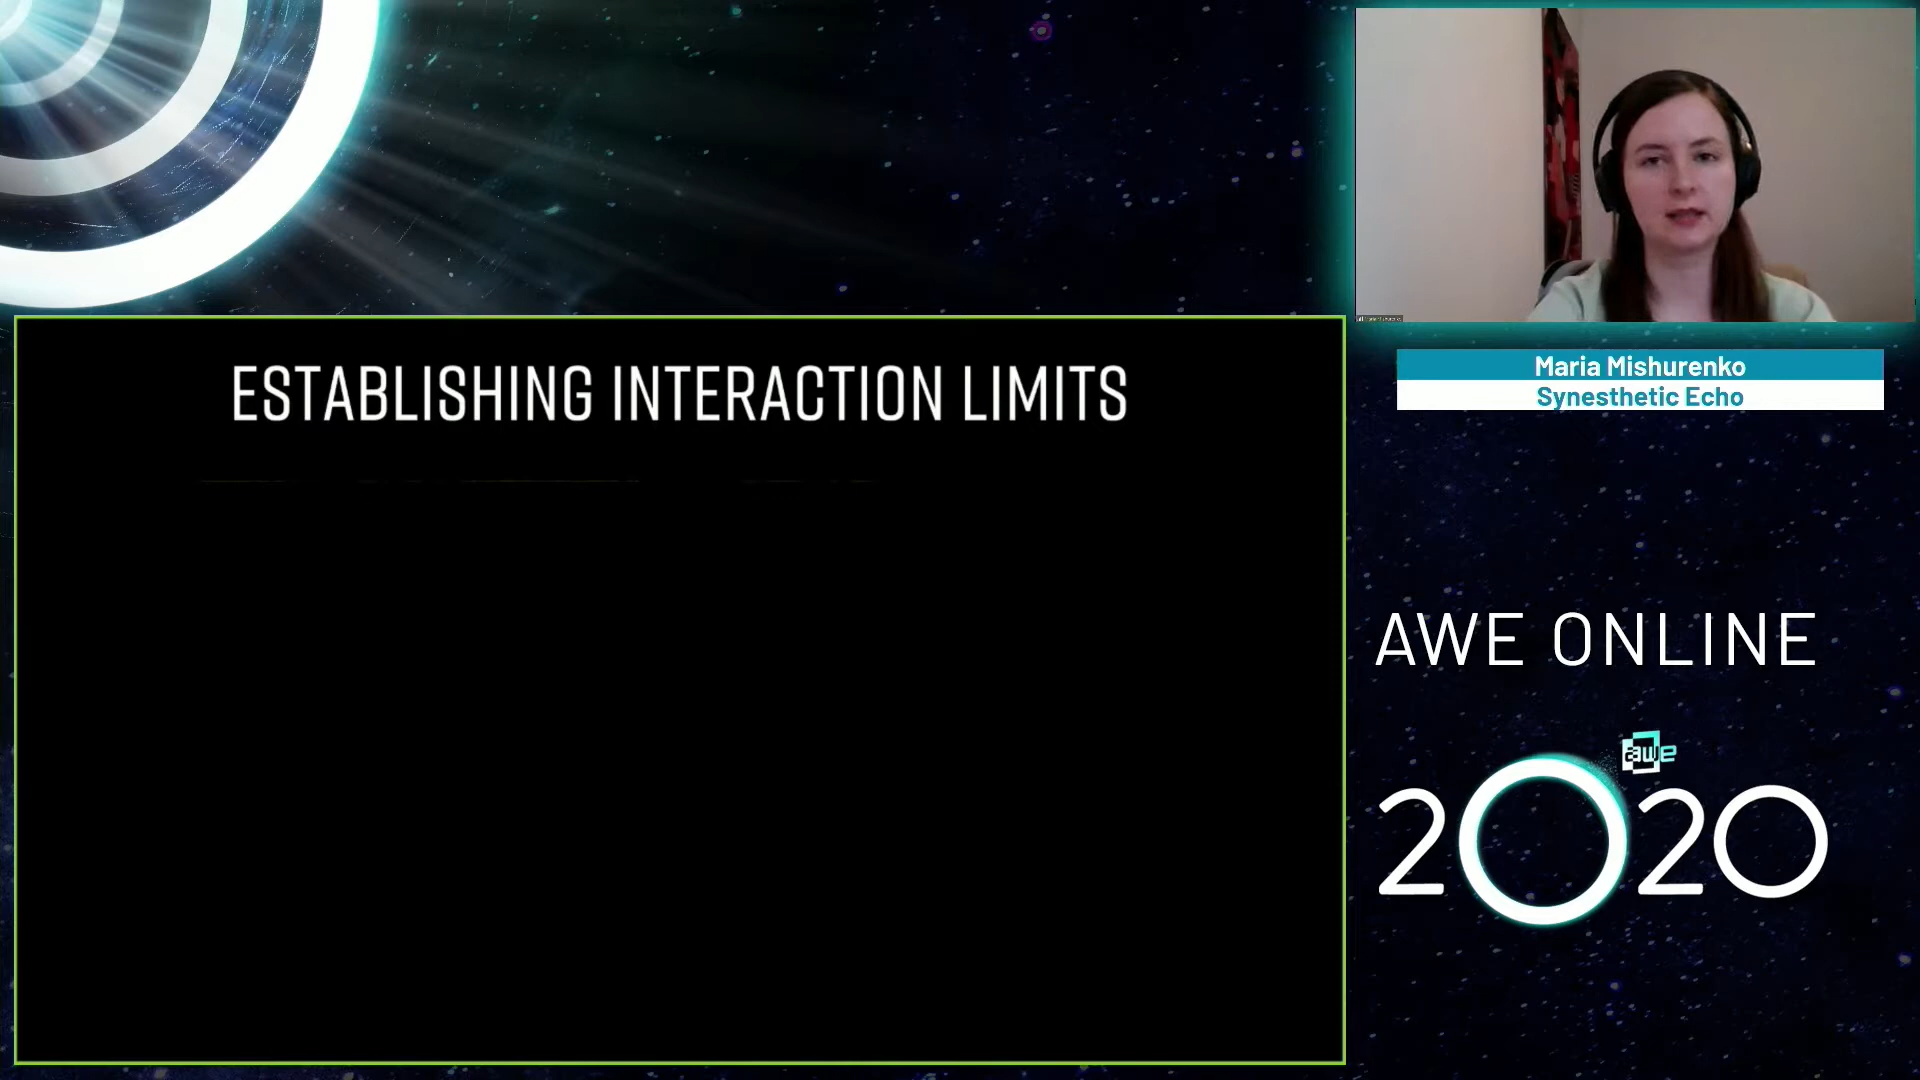 ESTABLISHING INTERACTION LIMITS
Maria Mishurenko
Synesthetic Echo
AWE ONLINE
awe
2020